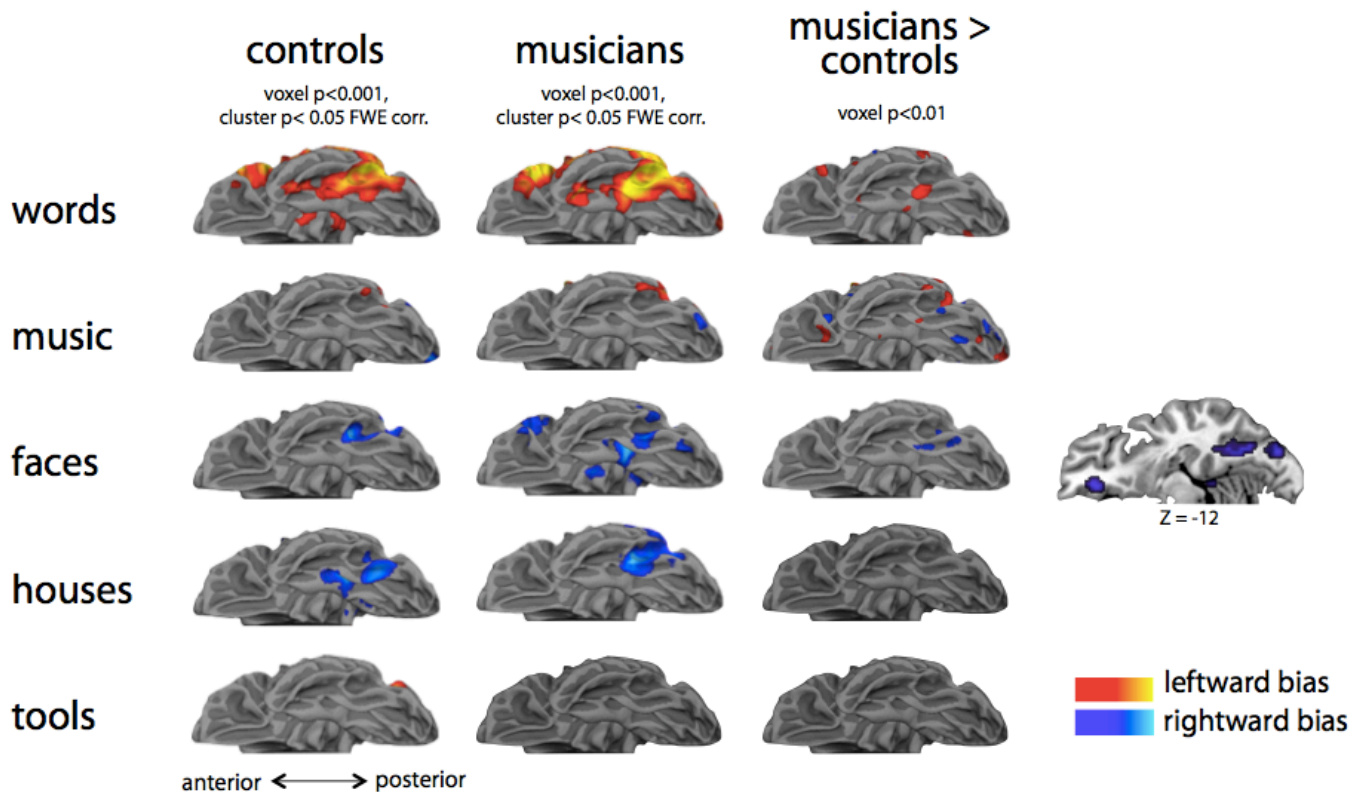 controls
musicians
musicians >
controls
voxel p<0.001,
cluster p< 0.05 FWE corr.
voxel p<0.001,
cluster p< 0.05 FWE corr.
voxel p<0.01
words
music
faces
Z = -12
houses
leftward bias
rightward bias
tools
anterior
posterior